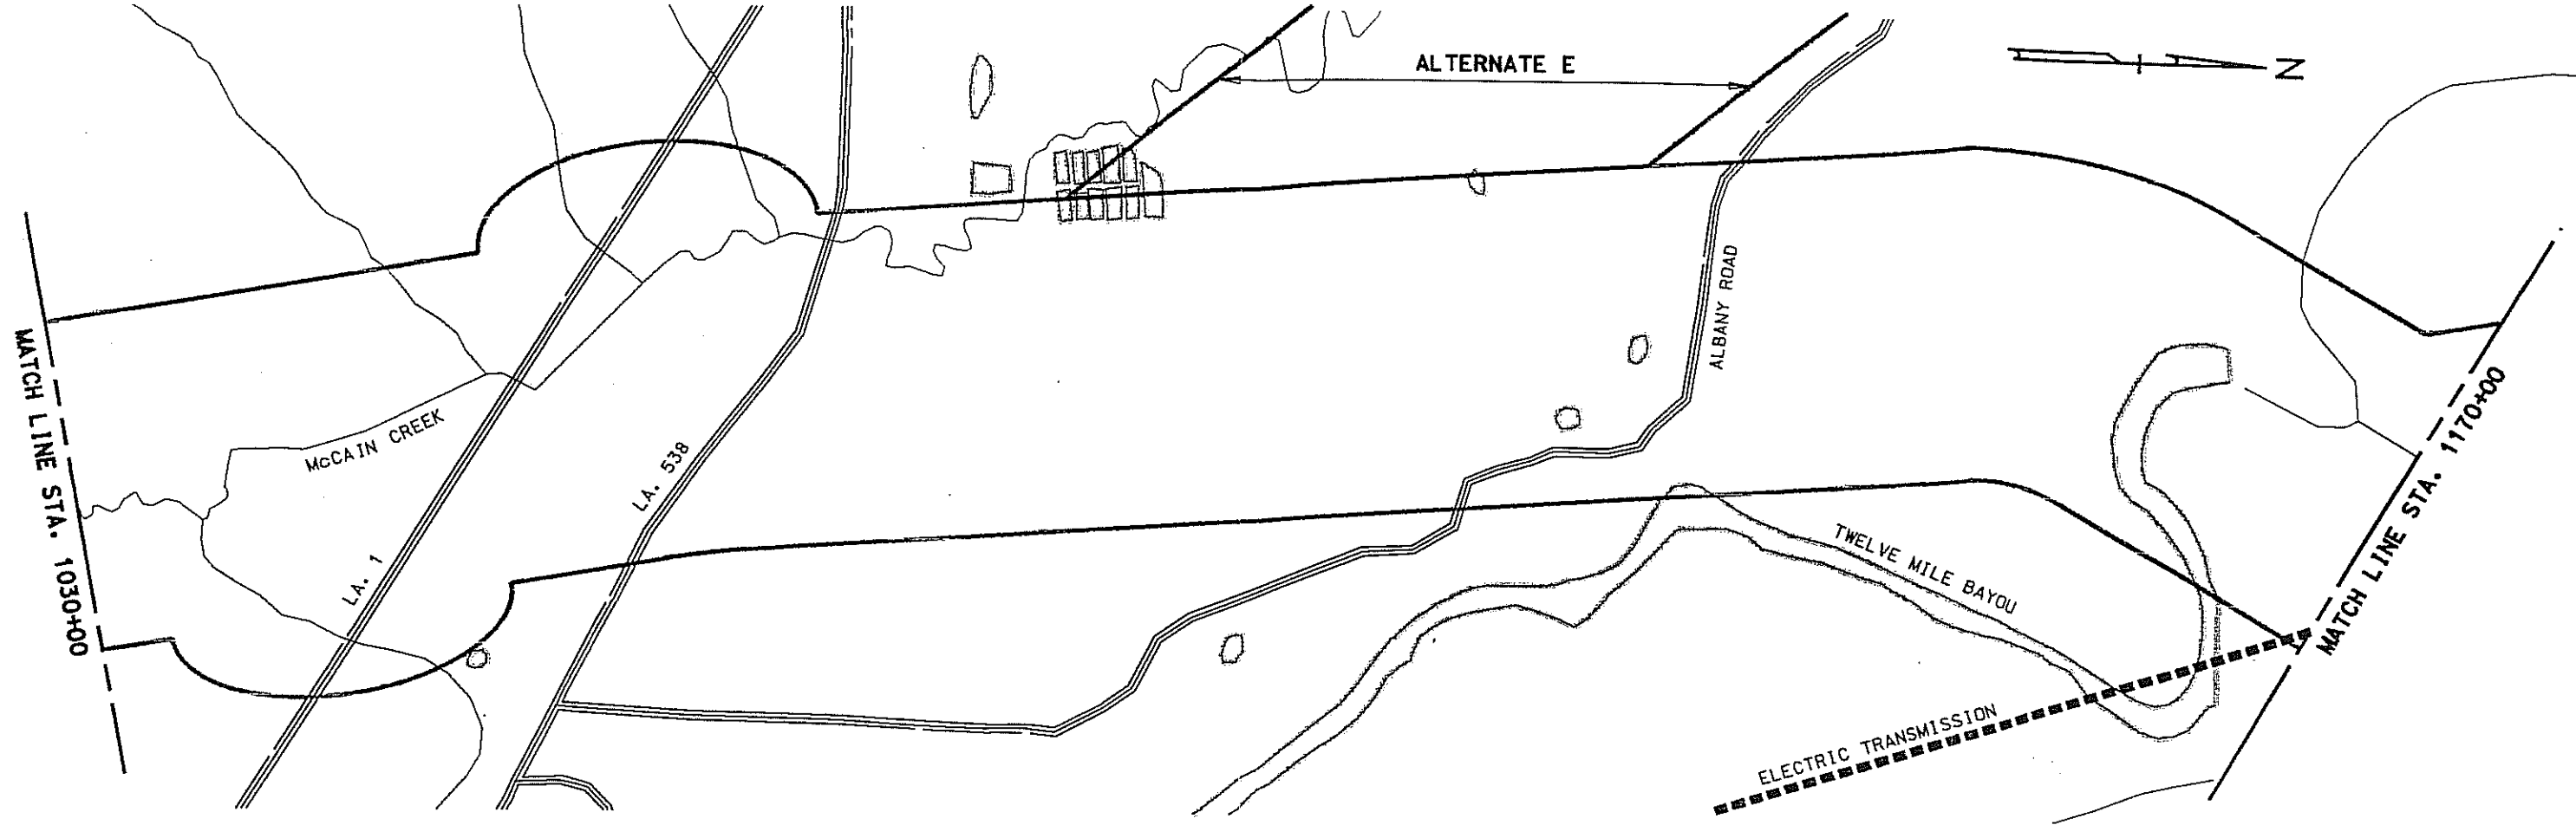 ALTERNATE E
N
ALBANY ROAD
MATCH LINE STA. 1030+00
McCAIN CREEK
LA. 1
LA. 538
TWELVE MILE BAYOU
MATCH LINE STA. 1170+00
ELECTRIC TRANSMISSION